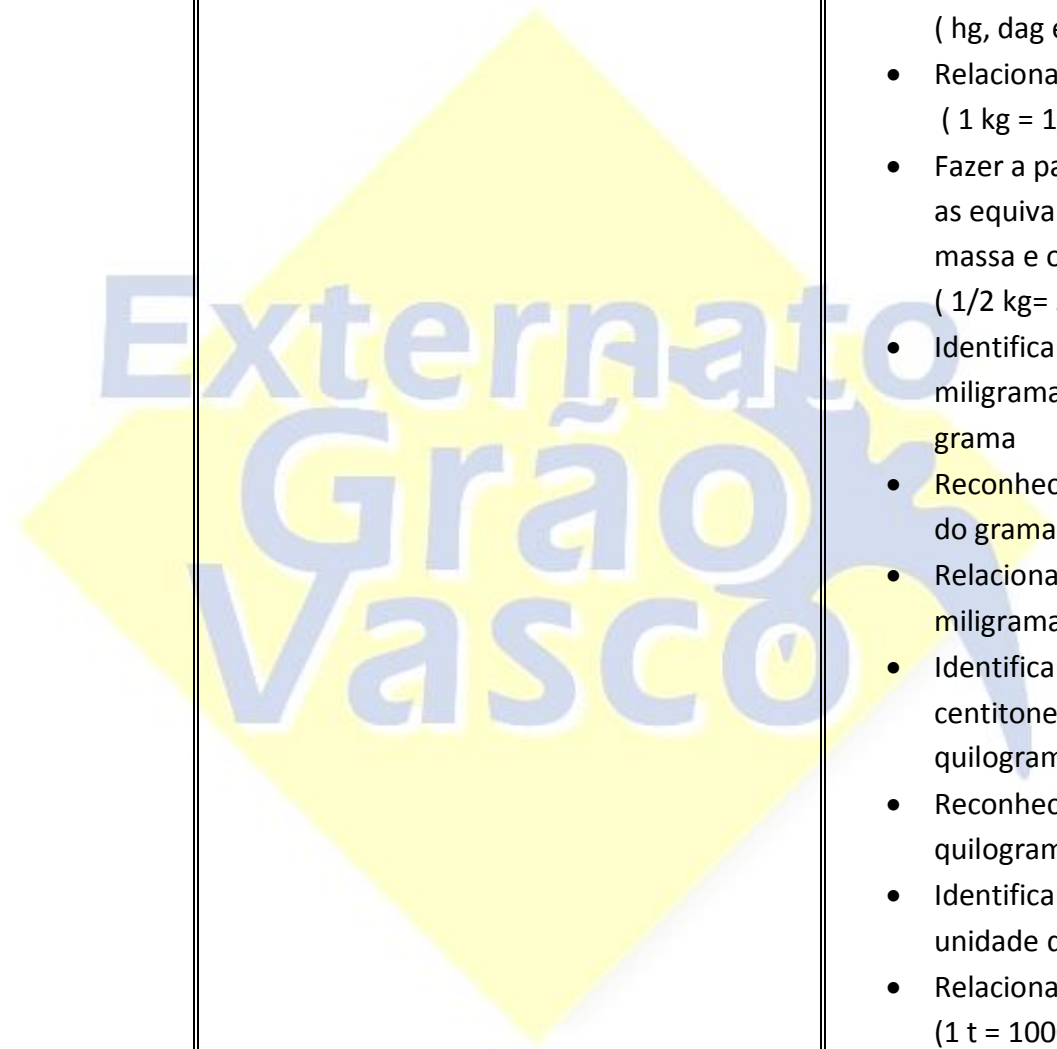 ( hg, dag
• Relaciona
( 1 kg = 1
• Fazer a pa
as equiva
massa e
( 1/2 kg=
• Identifica
miligrama
grama
• Reconhec
do grama
• Relaciona
miligrama
• Identifica
centitone
quilogram
• Reconhec
quilogram
• Identifica
unidade
• Relaciona
(1 t = 100
Externato
Grão
Vasco